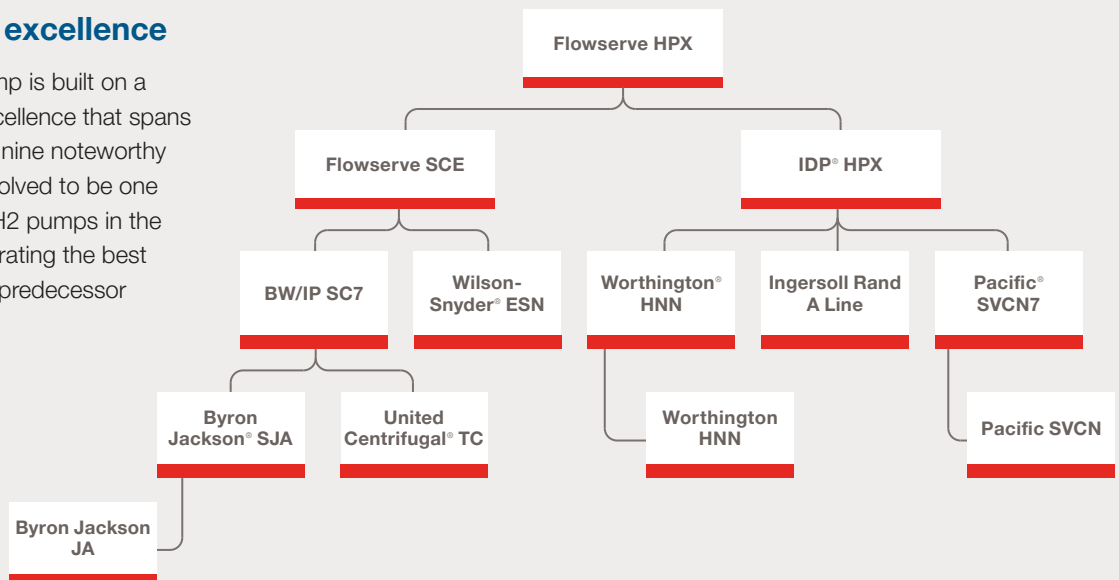 excellence
is built on a
cellence that spans
nine noteworthy
olved to be one
H2 pumps in the
rating the best
predecessor
Flowserve HPX
Flowserve SCE
IDP® HPX
BW/IP SC7
Wilson-
Snyder® ESN
Worthington®
HNN
Ingersoll Rand
A Line
Pacific®
SVCN7
Byron
Jackson® SJA
United
Centrifugal® TC
Worthington
HNN
Pacific SVCN
Byron Jackson
JA